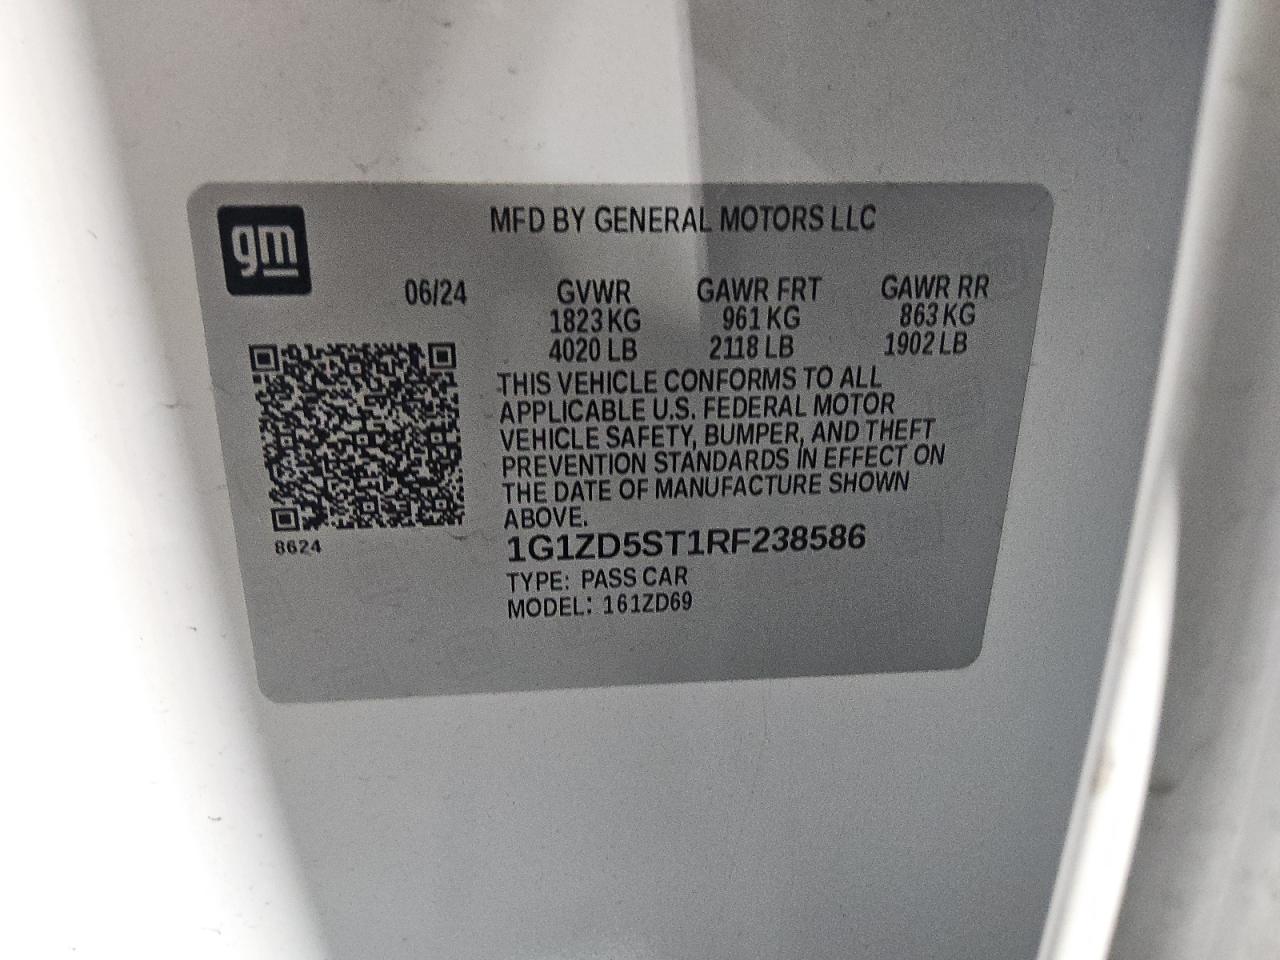 MFD BY GENERAL MOTORS LLC
gm
06/24 GVWR GAWR FRT GAWR RR
1823 KG 961 KG 863 KG
4020 LB 2118 LB 1902 LB
THIS VEHICLE CONFORMS TO ALL
APPLICABLE U.S. FEDERAL MOTOR
VEHICLE SAFETY, BUMPER, AND THEFT
PREVENTION STANDARDS IN EFFECT ON
THE DATE OF MANUFACTURE SHOWN
ABOVE.
8624
1G1ZD5ST1RF238586
TYPE: PASS CAR
MODEL: 161ZD69